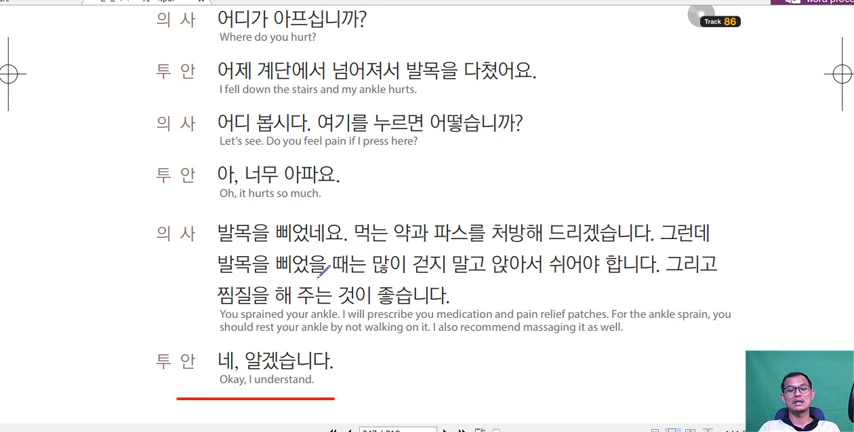 word proce
의 사 어디가 아프십니까?
Where do you hurt?
Track 86
투 안 어제 계단에서 넘어져서 발목을 다쳤어요.
I fell down the stairs and my ankle hurts.
의 사 어디 봅시다. 여기를 누르면 어떻습니까?
Let's see. Do you feel pain if I press here?
투 안 아, 너무 아파요.
Oh, it hurts so much.
의 사 발목을 삐었네요. 먹는 약과 파스를 처방해 드리겠습니다. 그런데
발목을 삐었을 때는 많이 걷지 말고 앉아서 쉬어야 합니다. 그리고
찜질을 해 주는 것이 좋습니다.
You sprained your ankle. I will prescribe you medication and pain relief patches. For the ankle sprain, you
should rest your ankle by not walking on it. I also recommend massaging it as well.
투 안 네, 알겠습니다.
Okay, I understand.